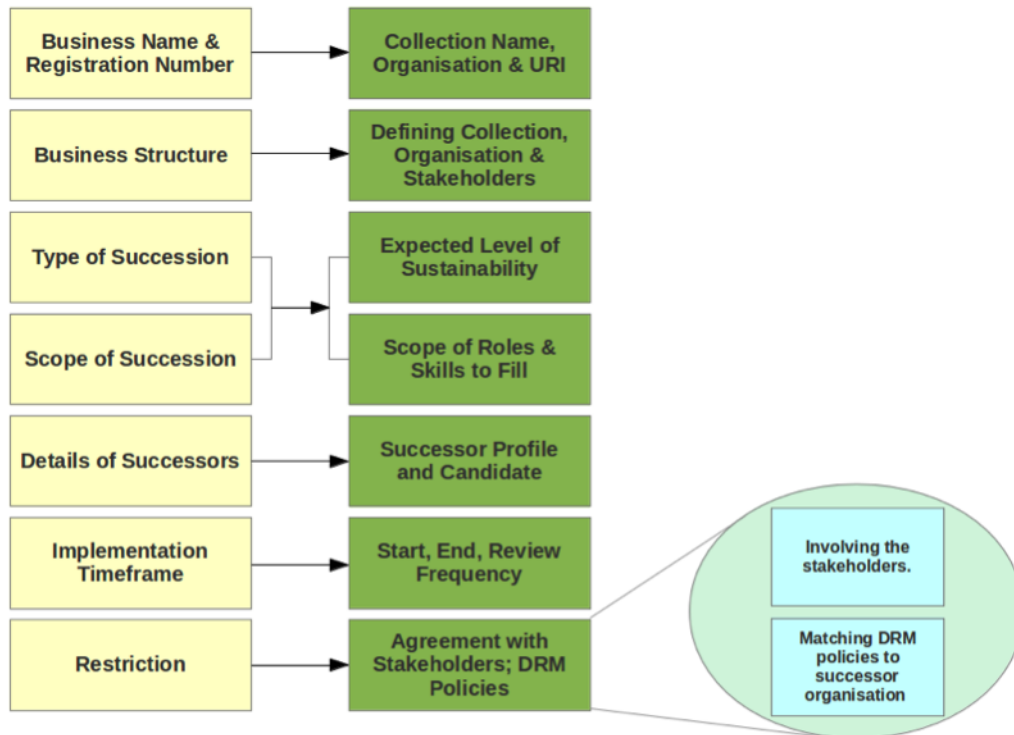 Business Name &
Registration Number
Collection Name,
Organisation & URI
Business Structure
Defining Collection,
Organisation &
Stakeholders
Type of Succession
Expected Level of
Sustainability
Scope of Succession
Scope of Roles &
Skills to Fill
Details of Successors
Successor Profile
and Candidate
Implementation
Timeframe
Start, End, Review
Frequency
Restriction
Agreement with
Stakeholders; DRM
Policies
Involving the
stakeholders.
Matching DRM
policies to
successor
organisation